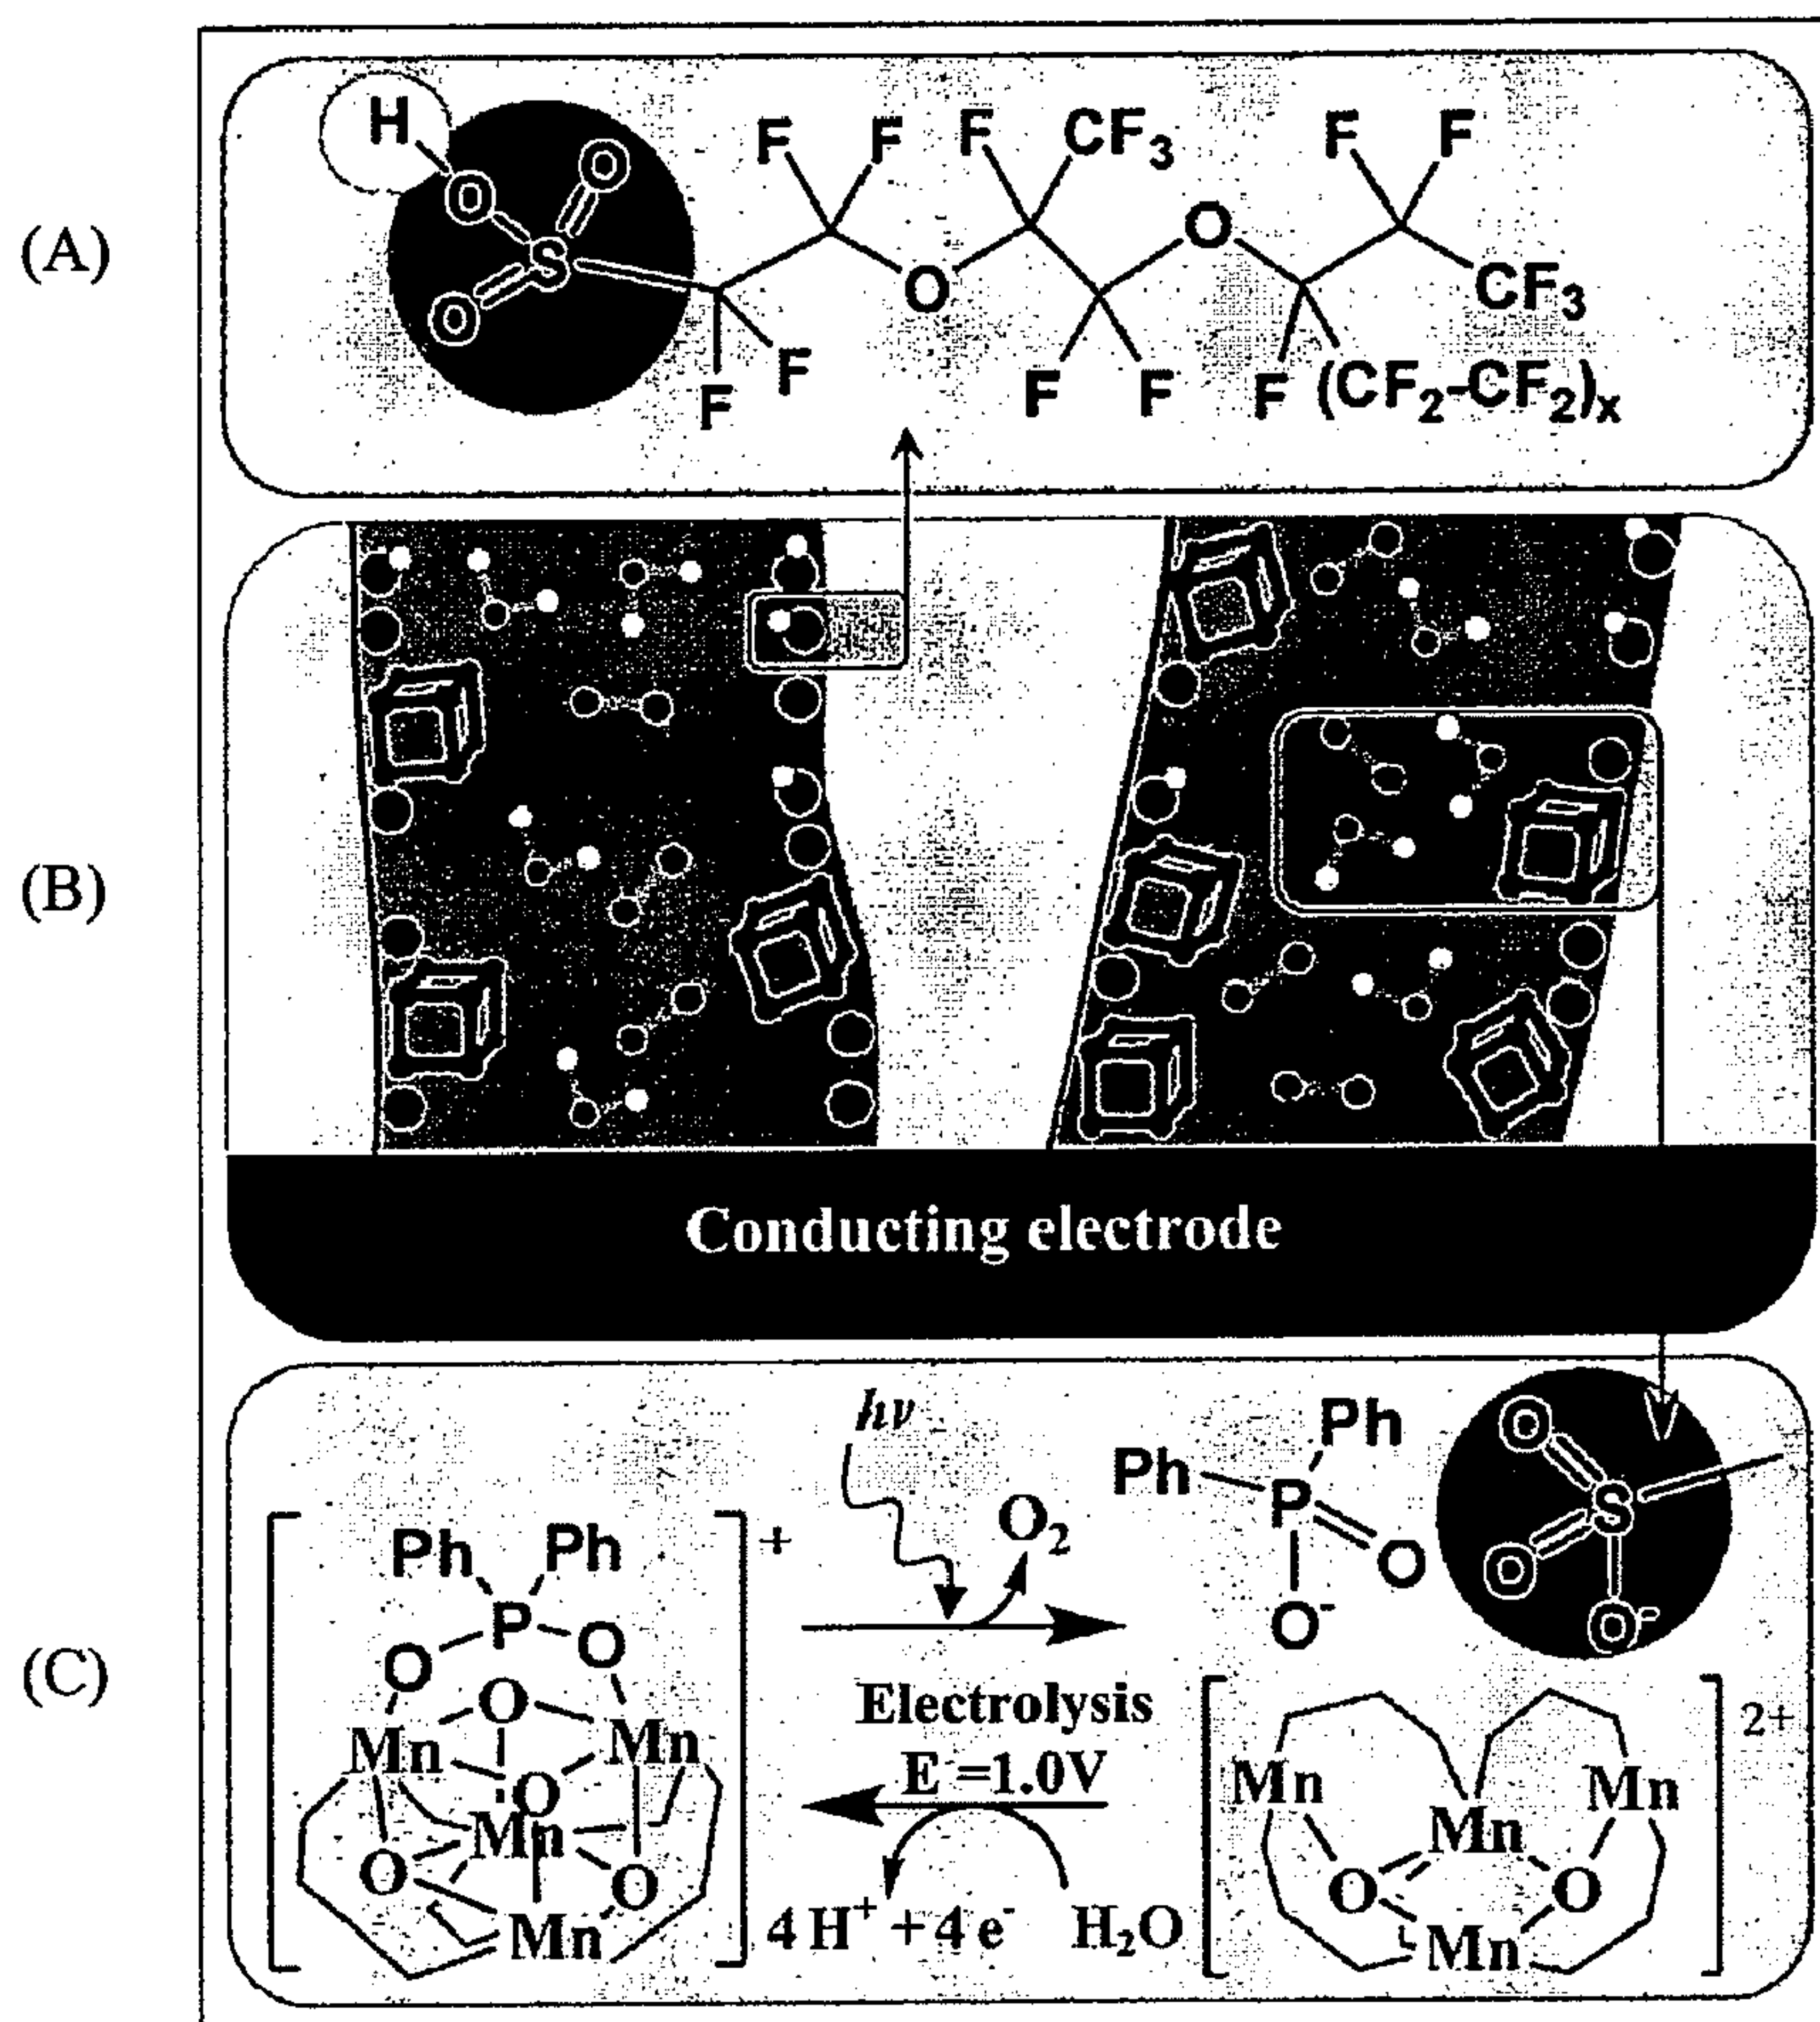 (A)
H
O
O
S
O
F F F CF3 F F
O
O
CF3
F F
F F F (CF2-CF2)x
(B)
Conducting electrode
(C)
hν
O2
Ph Ph
P
O
O-
O
S
O
O-
[ ]+
Ph Ph
P
O O
O
Mn Mn
O
Mn
O O
Mn
Electrolysis
E =1.0V
4 H+ + 4 e- H2O
[ ]2+
Mn Mn
Mn
O O
Mn